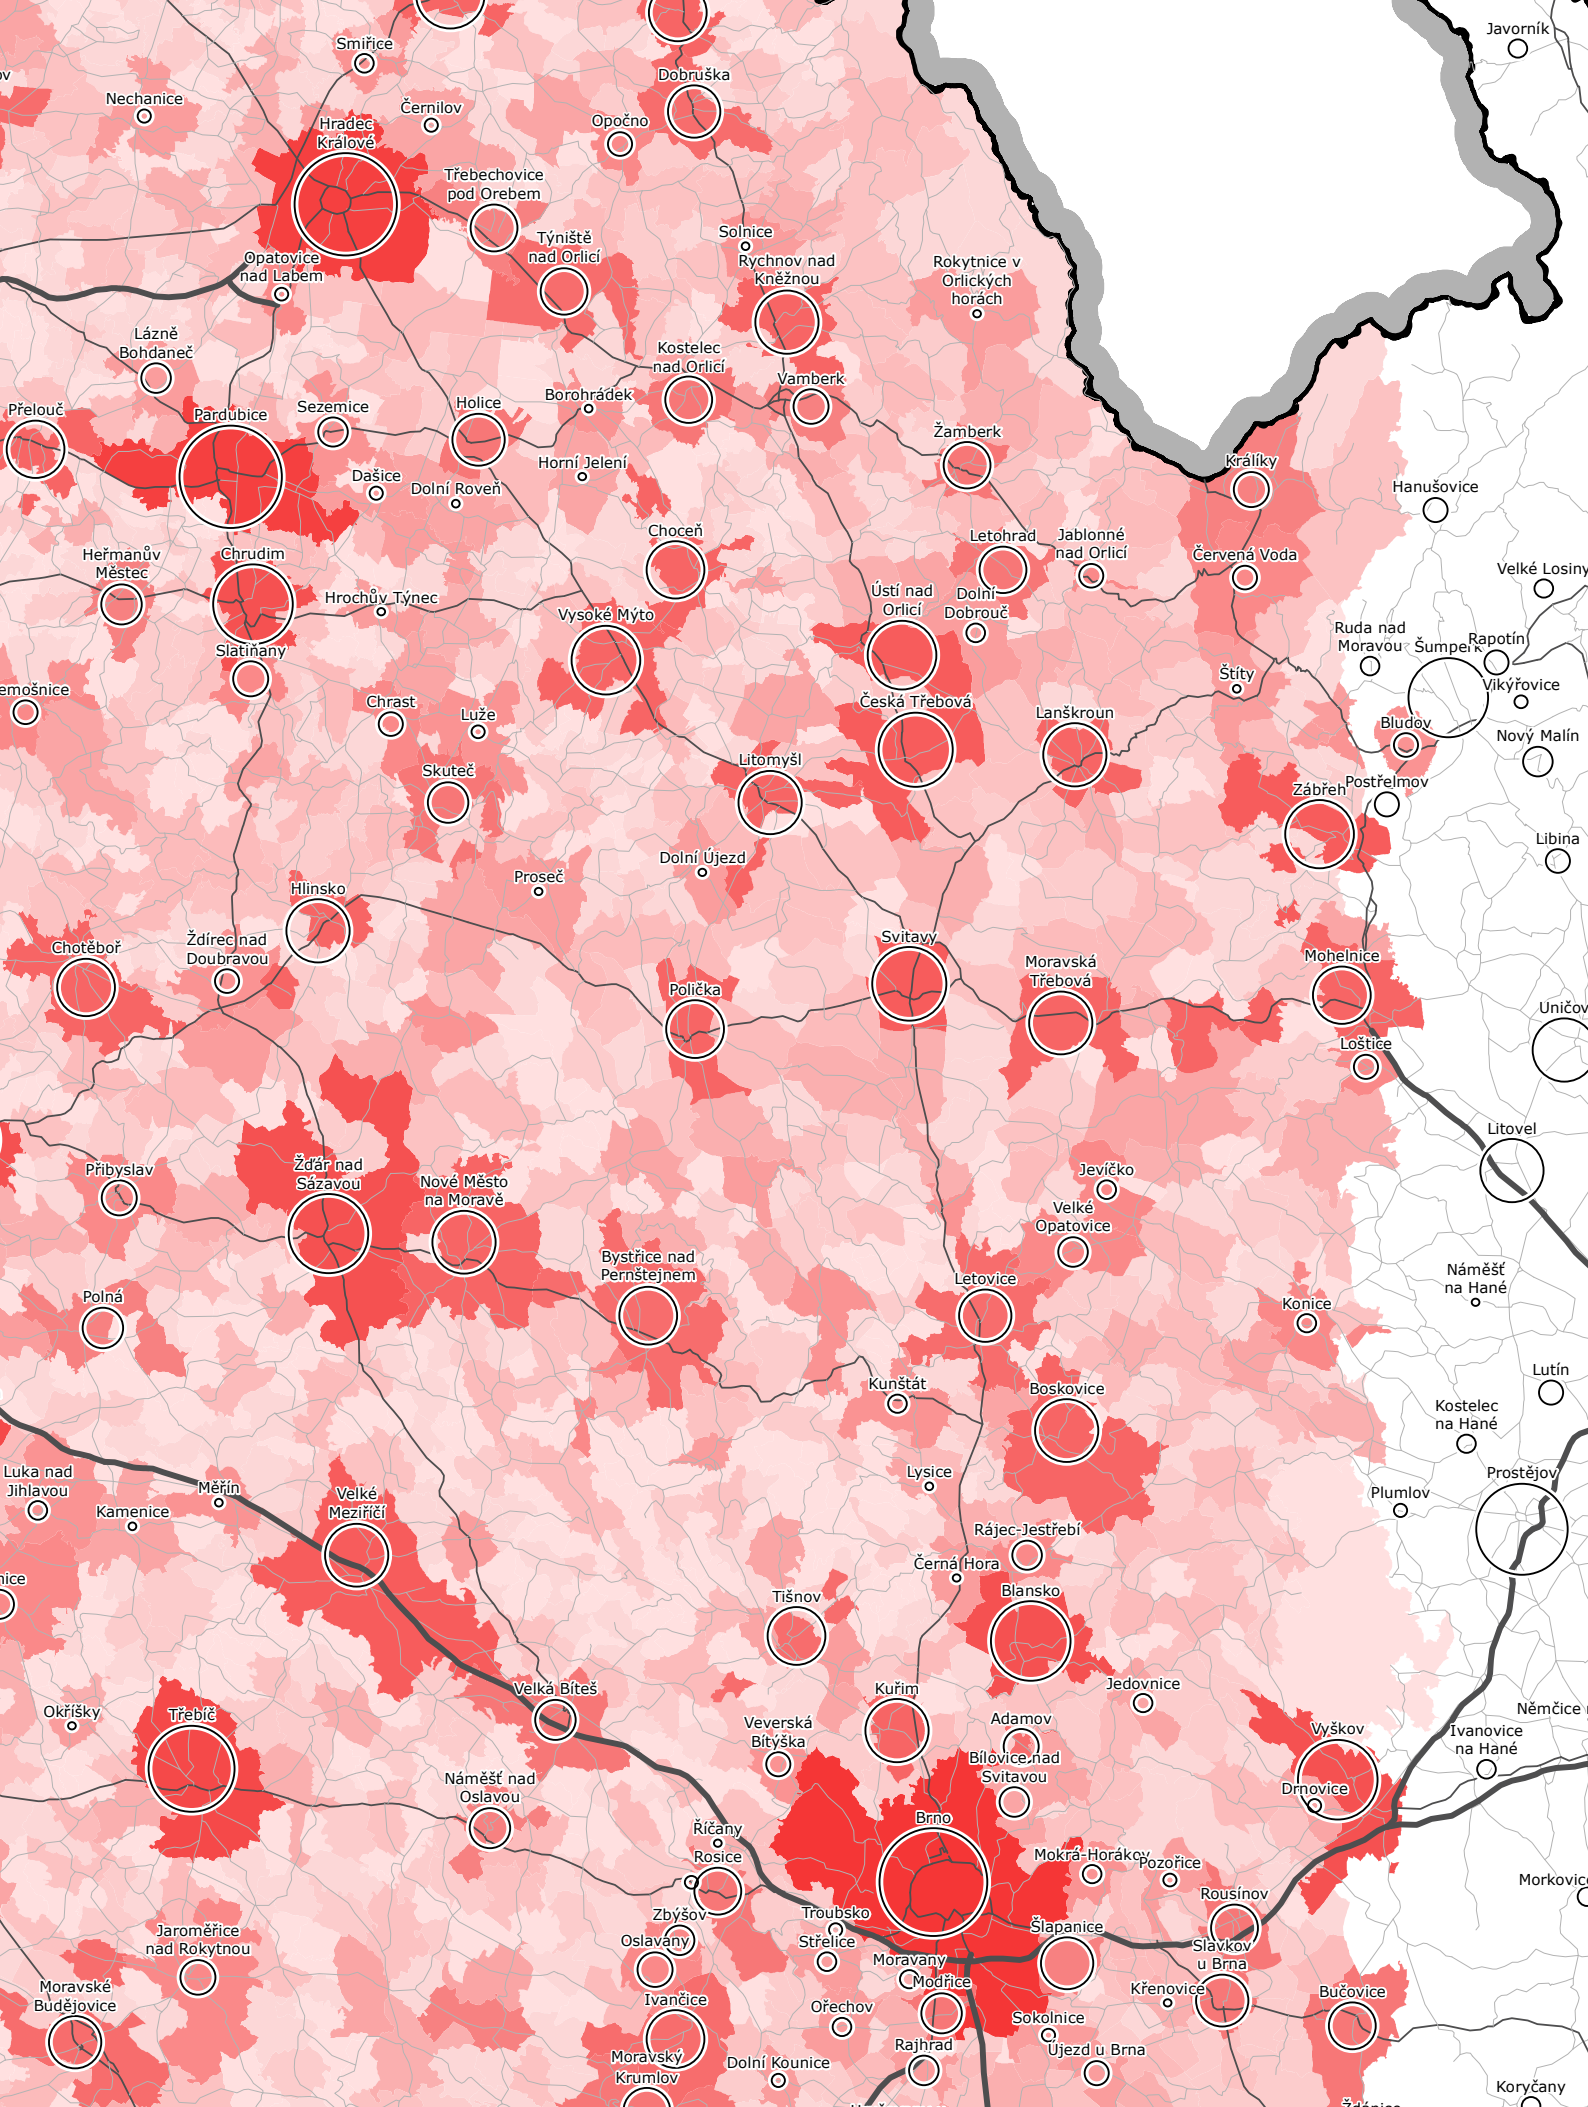 Javorník
Smiřice
ov
Dobruška
Nechanice
Černilov
Opočno
Hradec
Králové
Třebechovice
pod Orebem
Týniště
nad Orlicí
Solnice
Opatovice
nad Labem
Rychnov nad
Kněžnou
Rokytnice v
Orlických
horách
Lázně
Bohdaneč
Kostelec
nad Orlicí
Vamberk
Borohrádek
Přelouč
Pardubice
Sezemice
Holice
Žamberk
Králíky
Horní Jelení
Dašice
Dolní Roveň
Hanušovice
Choceň
Letohrad
Jablonné
nad Orlicí
Heřmanův
Městec
Chrudim
Červená Voda
Velké Losiny
Hrochův Týnec
Ústí nad
Orlicí
Dolní
Dobrouč
Vysoké Mýto
Ruda nad
Moravou
Šumperk
Rapotín
Slatiňany
Štíty
Vikýřovice
emošnice
Chrast
Luže
Česká Třebová
Lanškroun
Bludov
Nový Malín
Litomyšl
Skuteč
Zábřeh
Postřelmov
Libina
Dolní Újezd
Proseč
Hlinsko
Chotěboř
Ždírec nad
Doubravou
Svitavy
Moravská
Třebová
Mohelnice
Polička
Uničov
Loštice
Litovel
Přibyslav
Žďár nad
Sázavou
Nové Město
na Moravě
Jevíčko
Velké
Opatovice
Bystřice nad
Pernštejnem
Letovice
Náměšť
na Hané
Polná
Konice
Kunštát
Boskovice
Lutín
Kostelec
na Hané
Luka nad
Jihlavou
Měřín
Kamenice
Velké
Meziříčí
Lysice
Prostějov
Plumlov
Rájec-Jestřebí
Černá Hora
nice
Tišnov
Blansko
Okříšky
Třebíč
Velká Bíteš
Kuřim
Jedovnice
Veverská
Bítýška
Adamov
Bílovice nad
Svitavou
Vyškov
Němčice
Ivanovice
na Hané
Drnovice
Náměšť nad
Oslavou
Brno
Říčany
Rosice
Mokrá-Horákov
Pozořice
Morkovice
Rousínov
Zbýšov
Troubsko
Šlapanice
Jaroměřice
nad Rokytnou
Oslavany
Střelice
Moravany
Slavkov
u Brna
Modřice
Křenovice
Moravské
Budějovice
Ivančice
Ořechov
Sokolnice
Bučovice
Rajhrad
Újezd u Brna
Moravský
Krumlov
Dolní Kounice
Koryčany
Ždánice